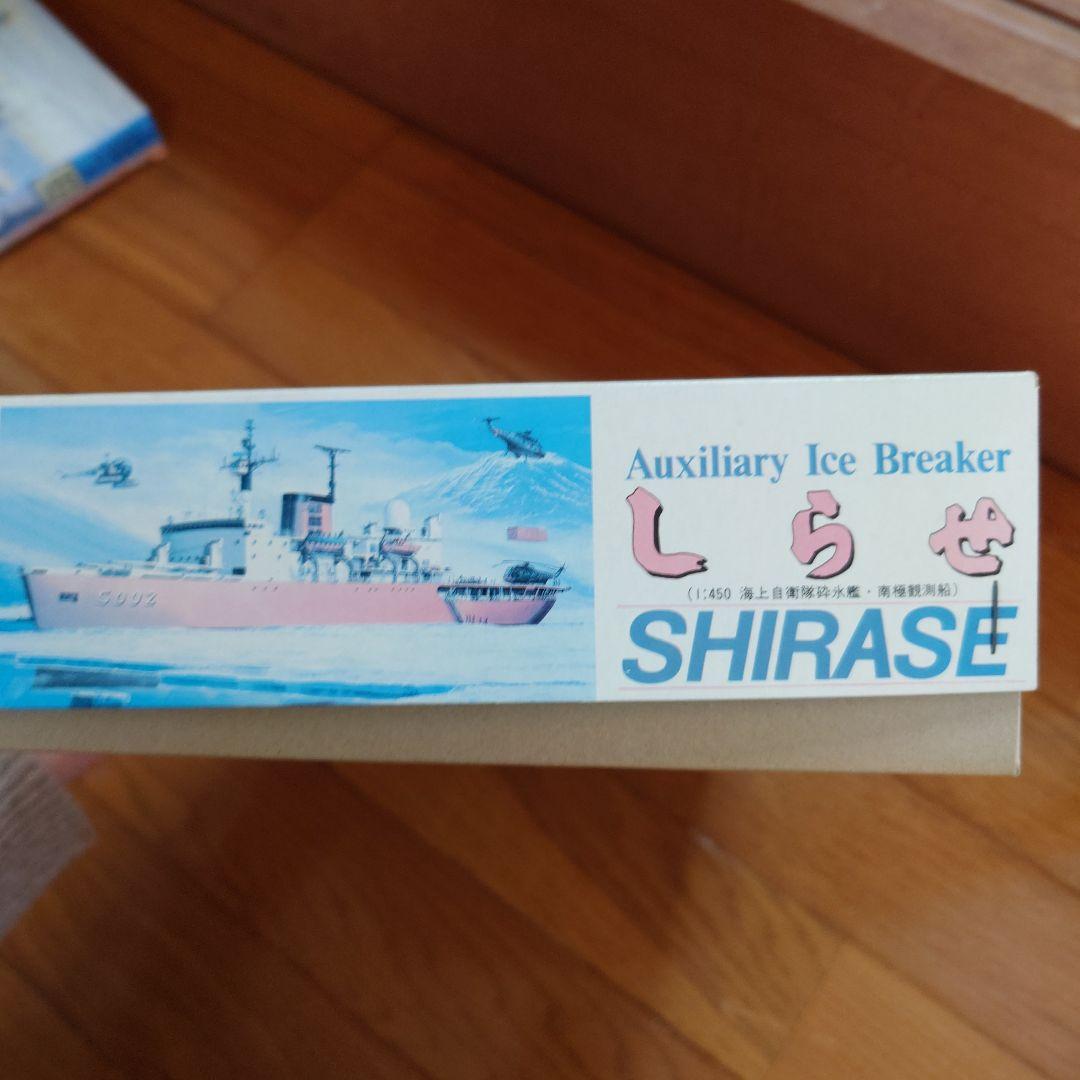 Auxiliary Ice Breaker
しらせ
(1:450 海上自衛隊砕氷艦・南極観測船)
SHIRASE
5002